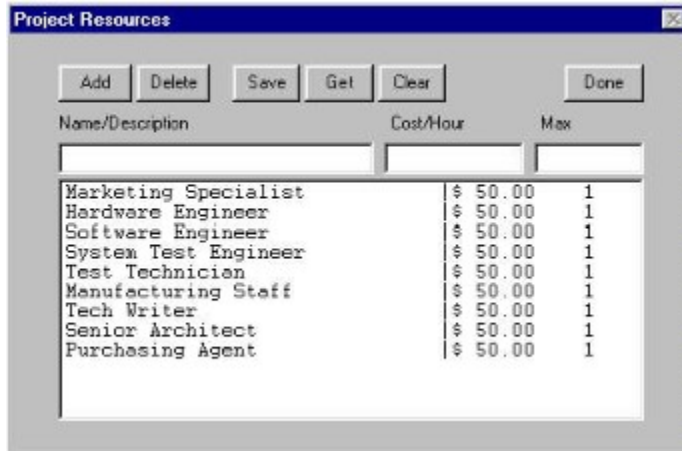 Project Resources
Add Delete Save Get Clear Done
Name/Description Cost/Hour Max
Marketing Specialist |$ 50.00 1
Hardware Engineer |$ 50.00 1
Software Engineer |$ 50.00 1
System Test Engineer |$ 50.00 1
Test Technician |$ 50.00 1
Manufacturing Staff |$ 50.00 1
Tech Writer |$ 50.00 1
Senior Architect |$ 50.00 1
Purchasing Agent |$ 50.00 1